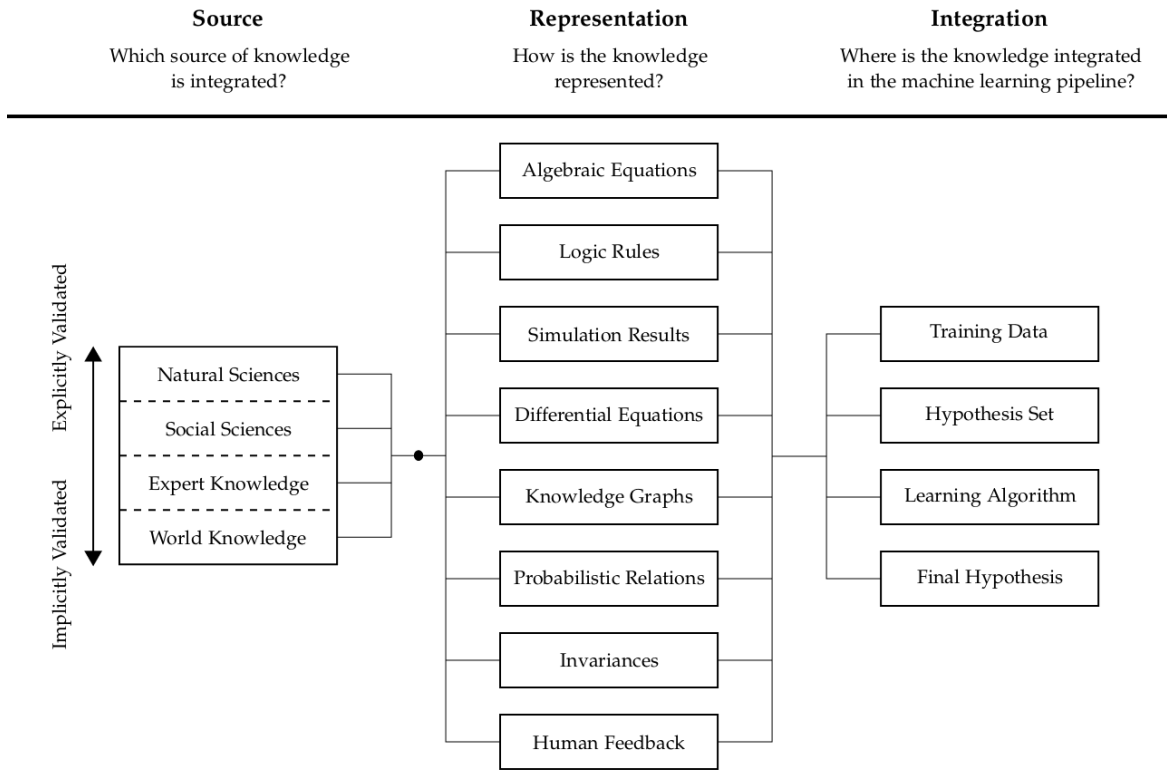 Source
Which source of knowledge
is integrated?
Representation
How is the knowledge
represented?
Integration
Where is the knowledge integrated
in the machine learning pipeline?
Explicitly Validated
Implicitly Validated
Natural Sciences
Social Sciences
Expert Knowledge
World Knowledge
Algebraic Equations
Logic Rules
Simulation Results
Differential Equations
Knowledge Graphs
Probabilistic Relations
Invariances
Human Feedback
Training Data
Hypothesis Set
Learning Algorithm
Final Hypothesis